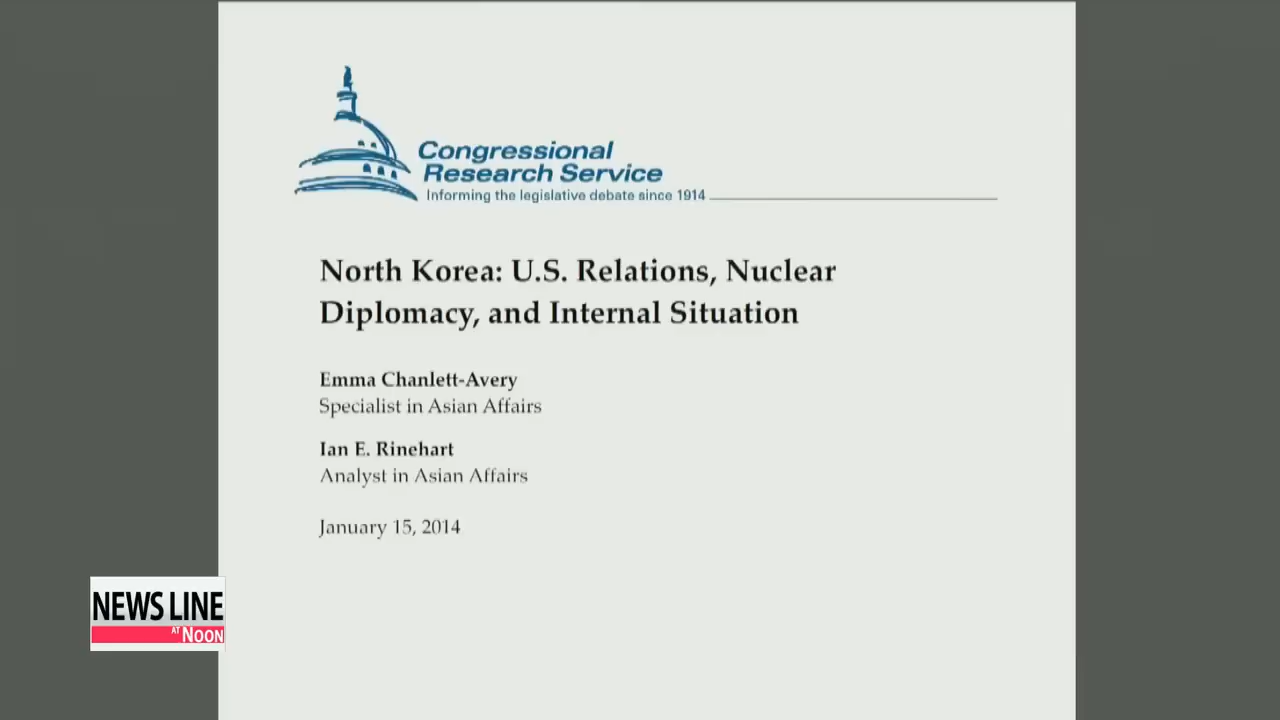 Congressional
Research Service
Informing the legislative debate since 1914
North Korea: U.S. Relations, Nuclear
Diplomacy, and Internal Situation
Emma Chanlett-Avery
Specialist in Asian Affairs
Ian E. Rinehart
Analyst in Asian Affairs
January 15, 2014
NEWS LINE
AT NOON